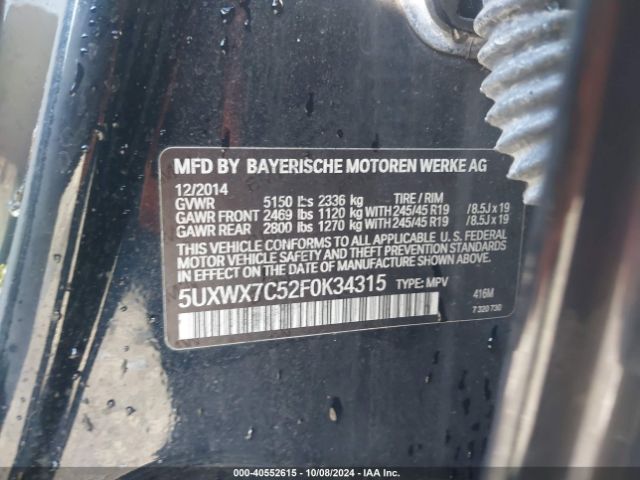 MFD BY BAYERISCHE MOTOREN WERKE AG
12/2014
GVWR 5150 lbs 2336 kg TIRE / RIM
GAWR FRONT 2469 lbs 1120 kg WITH 245/45 R19 / 8.5J x 19
GAWR REAR 2800 lbs 1270 kg WITH 245/45 R19 / 8.5J x 19
THIS VEHICLE CONFORMS TO ALL APPLICABLE U. S. FEDERAL
MOTOR VEHICLE SAFETY AND THEFT PREVENTION STANDARDS
IN EFFECT ON THE DATE OF MANUFACTURE SHOWN ABOVE.
5UXWX7C52F0K34315 TYPE: MPV
416M
7 320 730
000-40552615 - 10/08/2024 - IAA Inc.